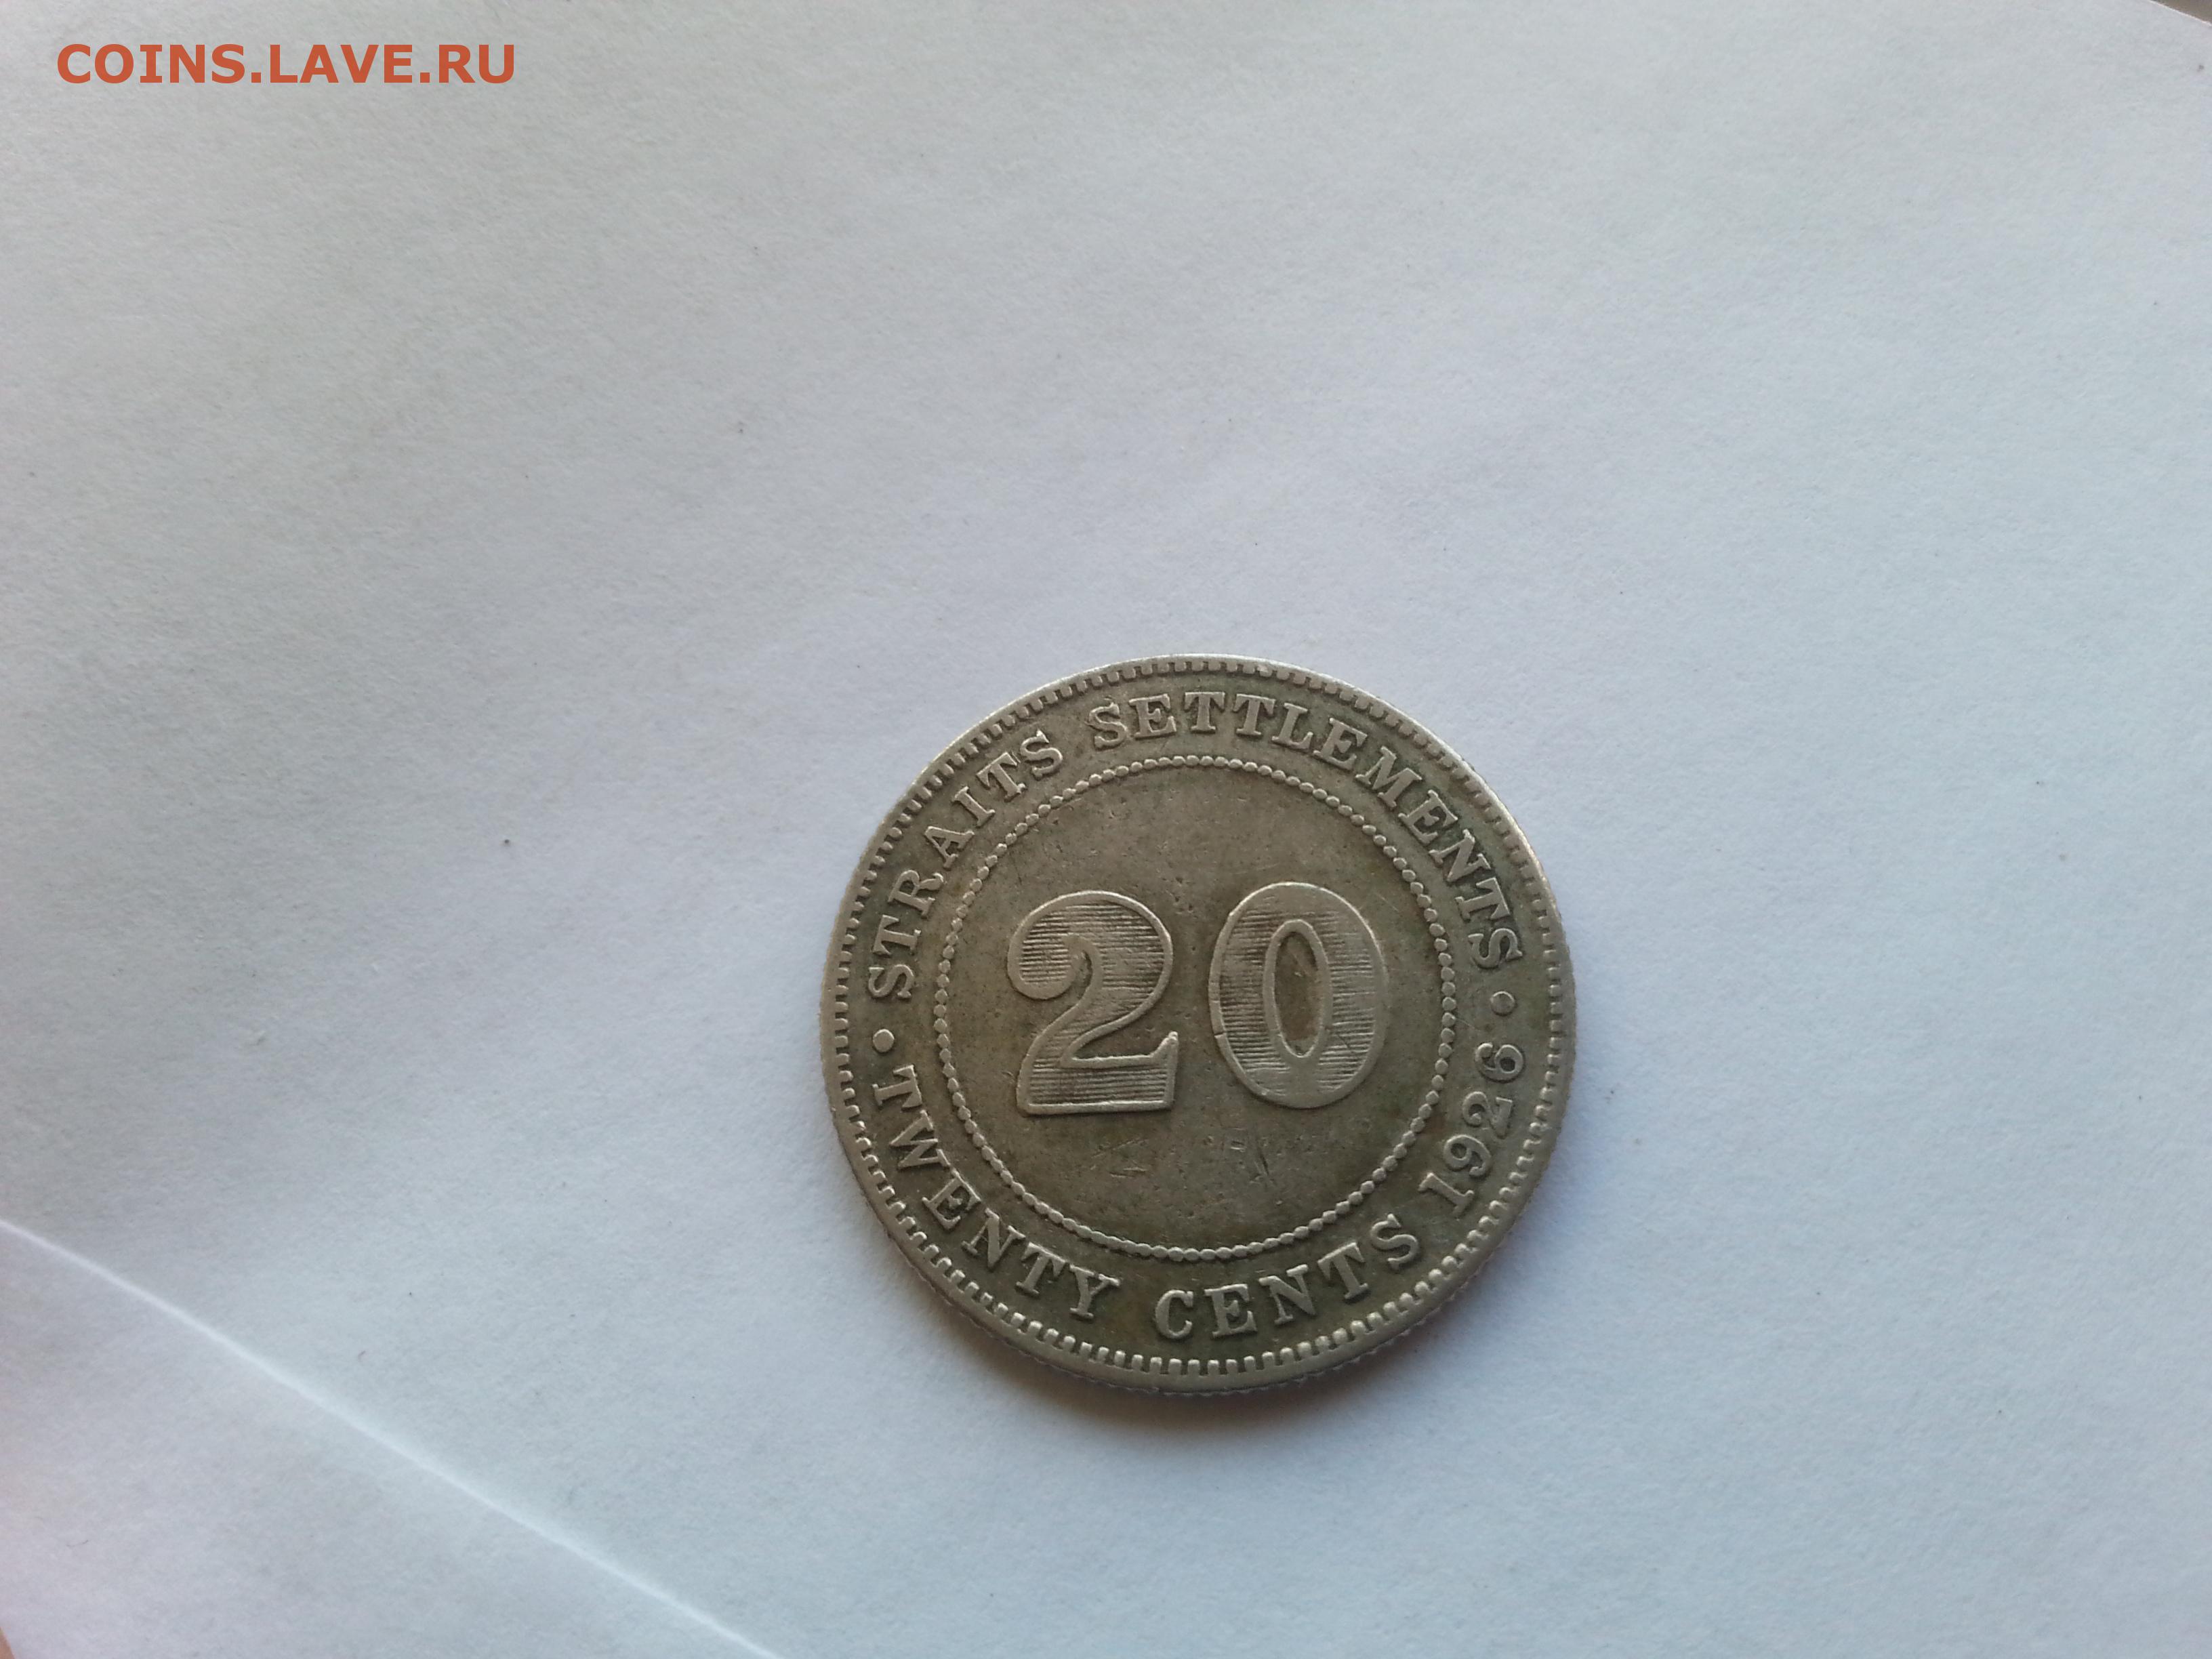 COINS.LAVE.RU
• STRAITS SETTLEMENTS •
20
TWENTY CENTS 1926